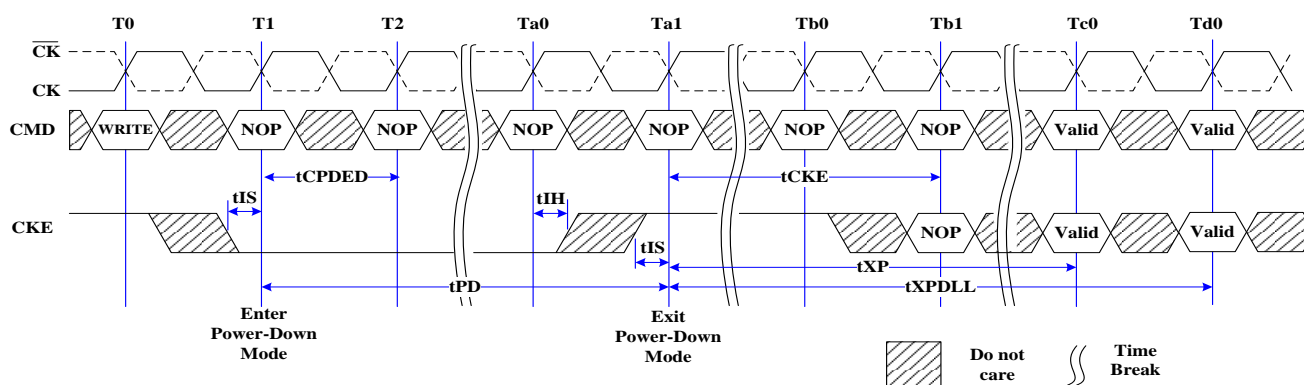 T0 T1 T2 Ta0 Ta1 Tb0 Tb1 Tc0 Td0
CK
CK
CMD WRITE NOP NOP NOP NOP NOP NOP Valid Valid
tCPDED tCKE
tIS tIH
CKE NOP Valid Valid
tIS
tXP
tPD tXPDLL
Enter
Power-Down
Mode
Exit
Power-Down
Mode
Do not
care
Time
Break